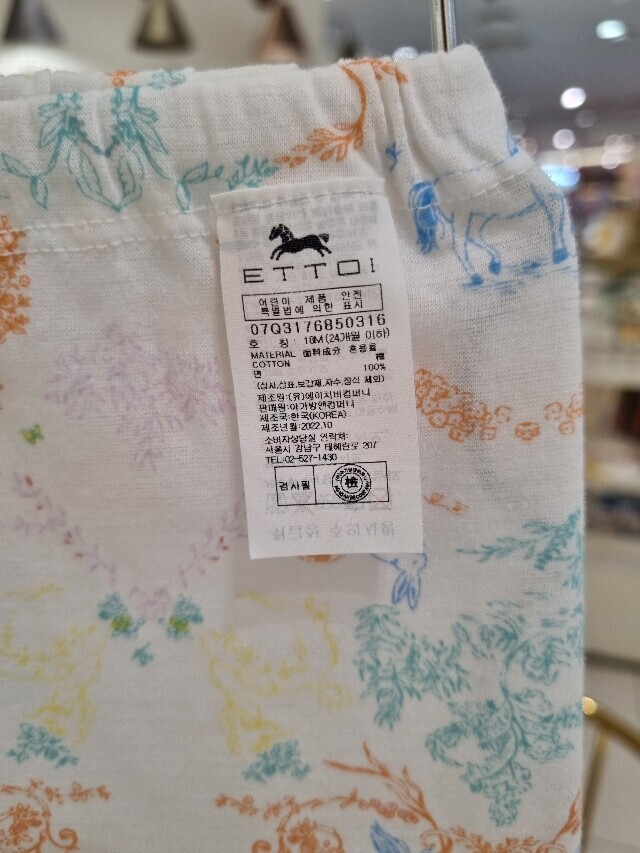 ETTOI
어린이 제품 안전
특별법에 의한 표시
07Q3176850316
호 칭 : 18M (24개월 이하)
MATERIAL 面料成分 혼용율
COTTON 棉
면 100%
(심지,상표,보강재,자수,장식 제외)
제조원:(유)에이치비컴퍼니
판매원:아가방앤컴퍼니
제조국:한국(KOREA)
제조년월:2022.10
소비자상담실 연락처:
서울시 강남구 테헤란로 207
TEL:02-527-1430
검사필
檢